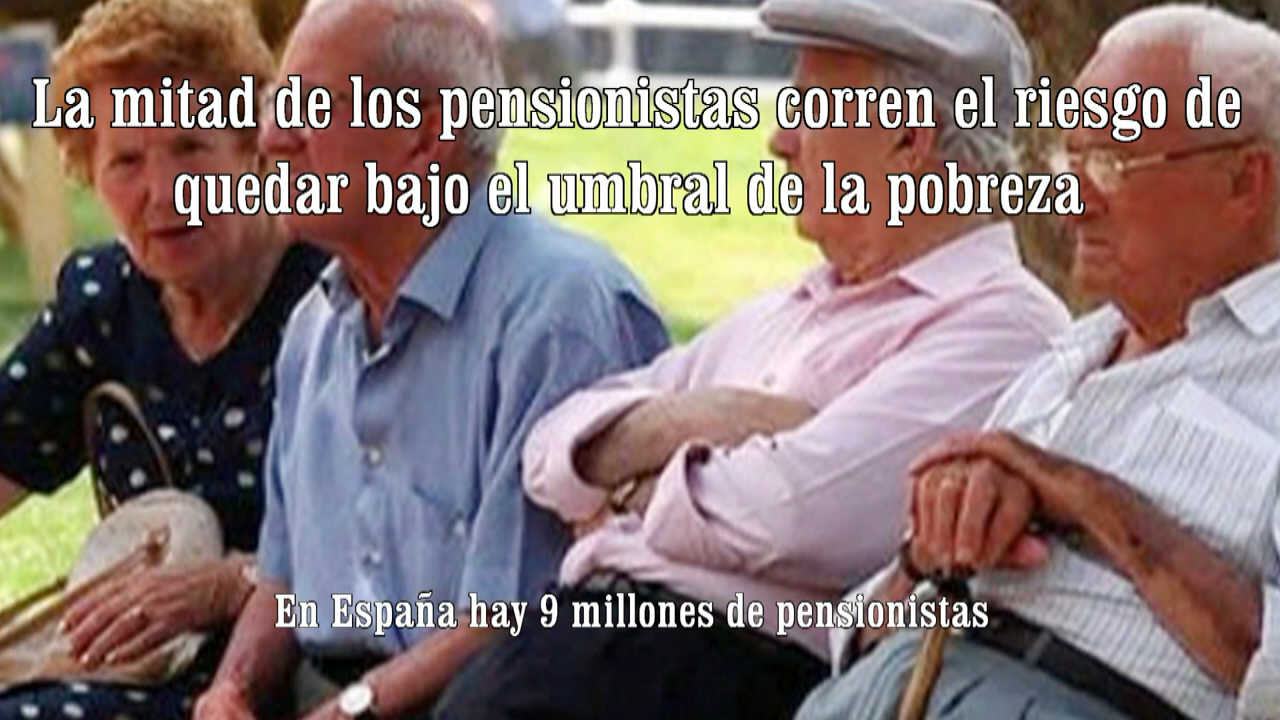 La mitad de los pensionistas corren el riesgo de
quedar bajo el umbral de la pobreza
En España hay 9 millones de pensionistas